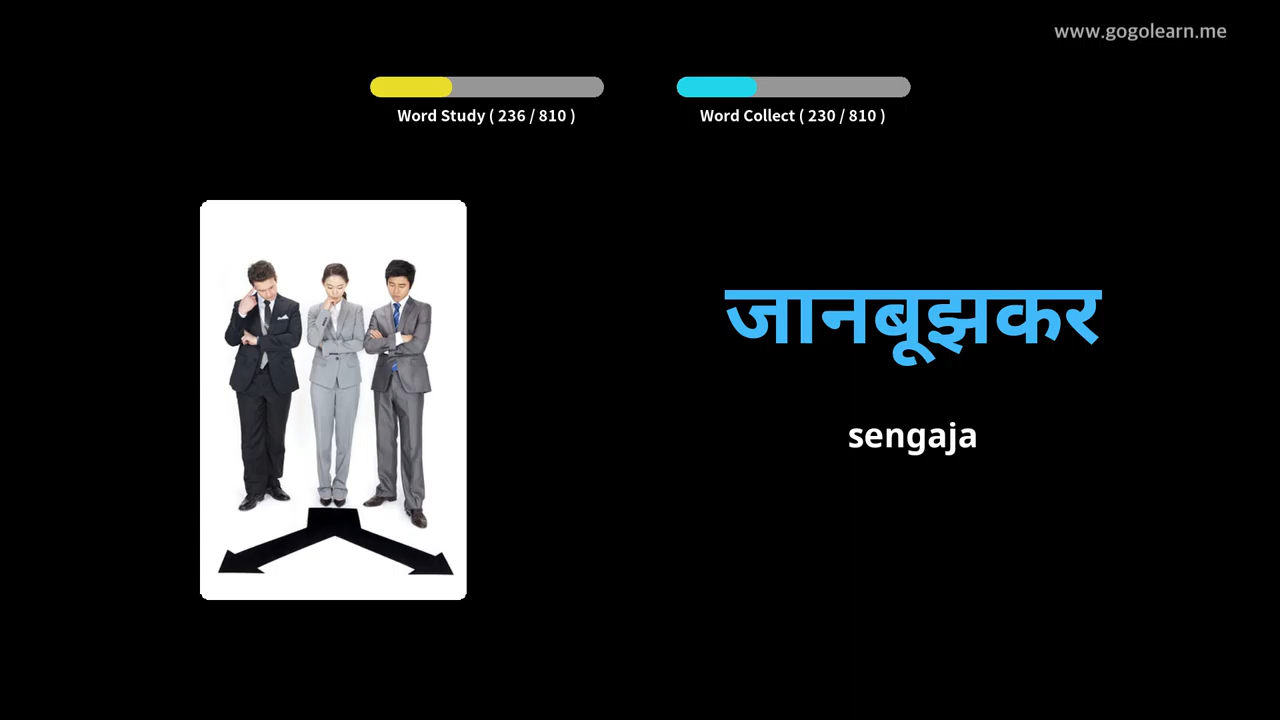 www.gogolearn.me
Word Study ( 236 / 810 )
Word Collect ( 230 / 810 )
जानबूझकर
sengaja